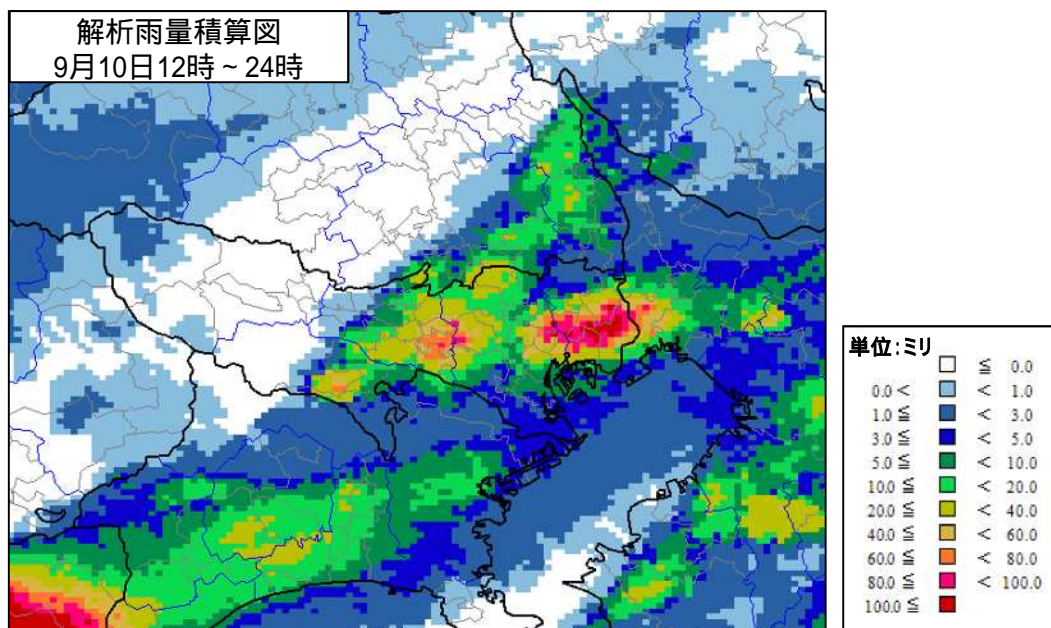 解析雨量積算図
9月10日12時~24時
単位:ミリ
≦ 0.0
0.0 < < 1.0
1.0 ≦ < 3.0
3.0 ≦ < 5.0
5.0 ≦ < 10.0
10.0 ≦ < 20.0
20.0 ≦ < 40.0
40.0 ≦ < 60.0
60.0 ≦ < 80.0
80.0 ≦ < 100.0
100.0 ≦